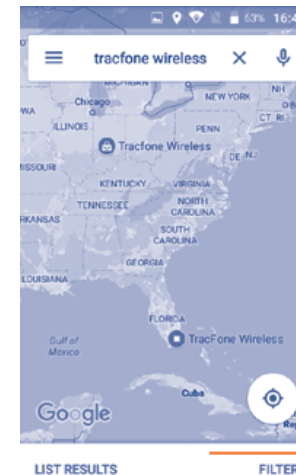 63% 16:4
tracfone wireless
MICHIGAN
NH
NEW YORK
Chicago
WA
CT RI
ILLINOIS
PENN
Tracfone Wireless
DE NJ
MISSOURI
KENTUCKY
VIRGINIA
TENNESSEE
NORTH
CAROLINA
RKANSAS
SOUTH
CAROLINA
GEORGIA
LOUISIANA
FLORIDA
TracFone Wireless
Gulf of
Mexico
Cuba
Google
LIST RESULTS
FILTER